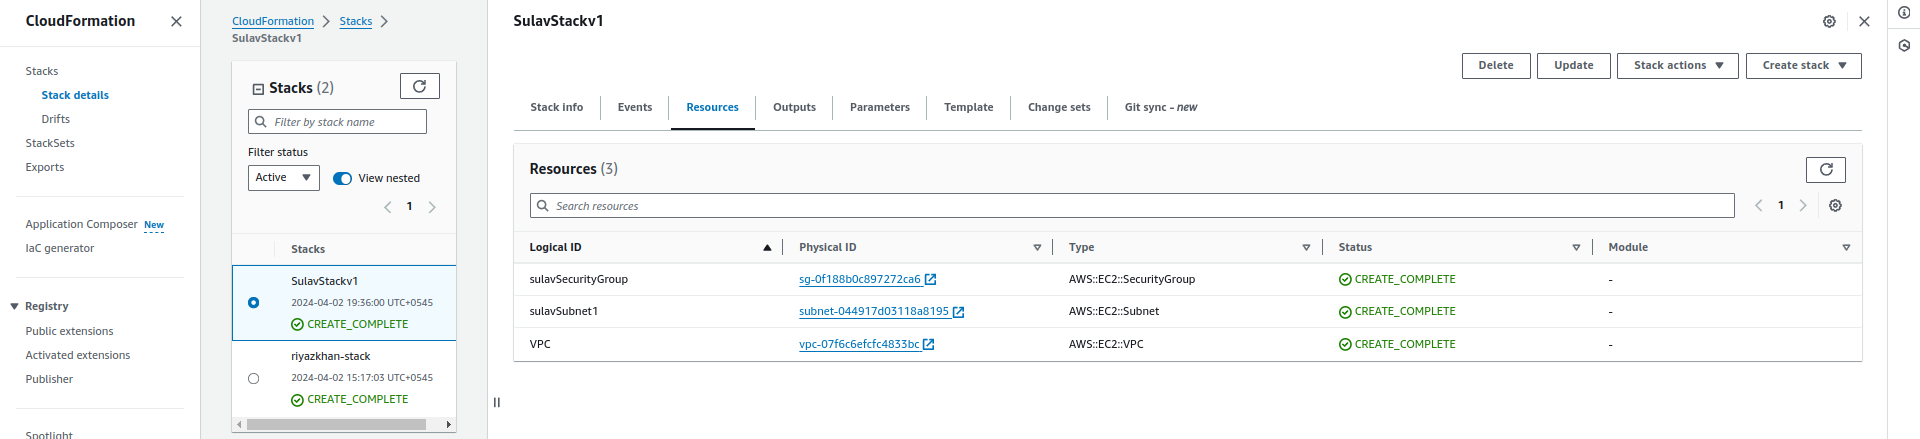 CloudFormation
Stacks
Stack details
Drifts
StackSets
Exports
Application Composer New
IaC generator
Registry
Public extensions
Activated extensions
Publisher
Spotlight
CloudFormation > Stacks >
SulavStackv1
Stacks (2)
Filter by stack name
Filter status
Active
View nested
1
Stacks
SulavStackv1
2024-04-02 19:36:00 UTC+0545
CREATE_COMPLETE
riyazkhan-stack
2024-04-02 15:17:03 UTC+0545
CREATE_COMPLETE
SulavStackv1
Delete Update Stack actions Create stack
Stack info Events Resources Outputs Parameters Template Change sets Git sync - new
Resources (3)
Search resources
1
Logical ID Physical ID Type Status Module
sulavSecurityGroup sg-0f188b0c897272ca6 AWS::EC2::SecurityGroup CREATE_COMPLETE -
sulavSubnet1 subnet-044917d03118a8195 AWS::EC2::Subnet CREATE_COMPLETE -
VPC vpc-07f6c6efcfc4833bc AWS::EC2::VPC CREATE_COMPLETE -